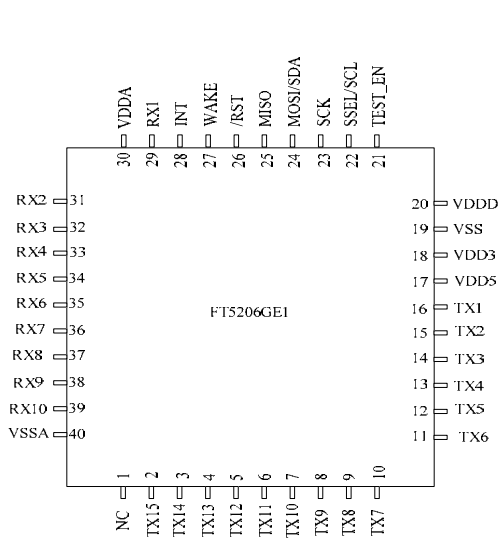 VDDA RX1 INT WAKE /RST MISO MOSI/SDA SCK SSEL/SCL TEST_EN
30 29 28 27 26 25 24 23 22 21
RX2 31
RX3 32
RX4 33
RX5 34
RX6 35
RX7 36
RX8 37
RX9 38
RX10 39
VSSA 40
FT5206GE1
20 VDDD
19 VSS
18 VDD3
17 VDD5
16 TX1
15 TX2
14 TX3
13 TX4
12 TX5
11 TX6
1 2 3 4 5 6 7 8 9 10
NC TX15 TX14 TX13 TX12 TX11 TX10 TX9 TX8 TX7